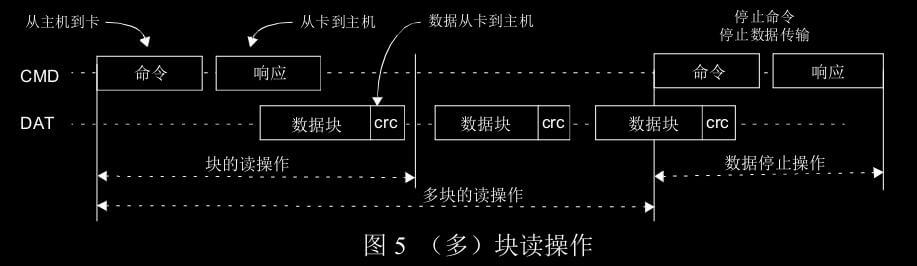 从主机到卡 从卡到主机 数据从卡到主机 停止命令
停止数据传输
CMD 命令 响应 命令 响应
DAT 数据块 crc 数据块 crc 数据块 crc
块的读操作 数据停止操作
多块的读操作
图 5 （多）块读操作